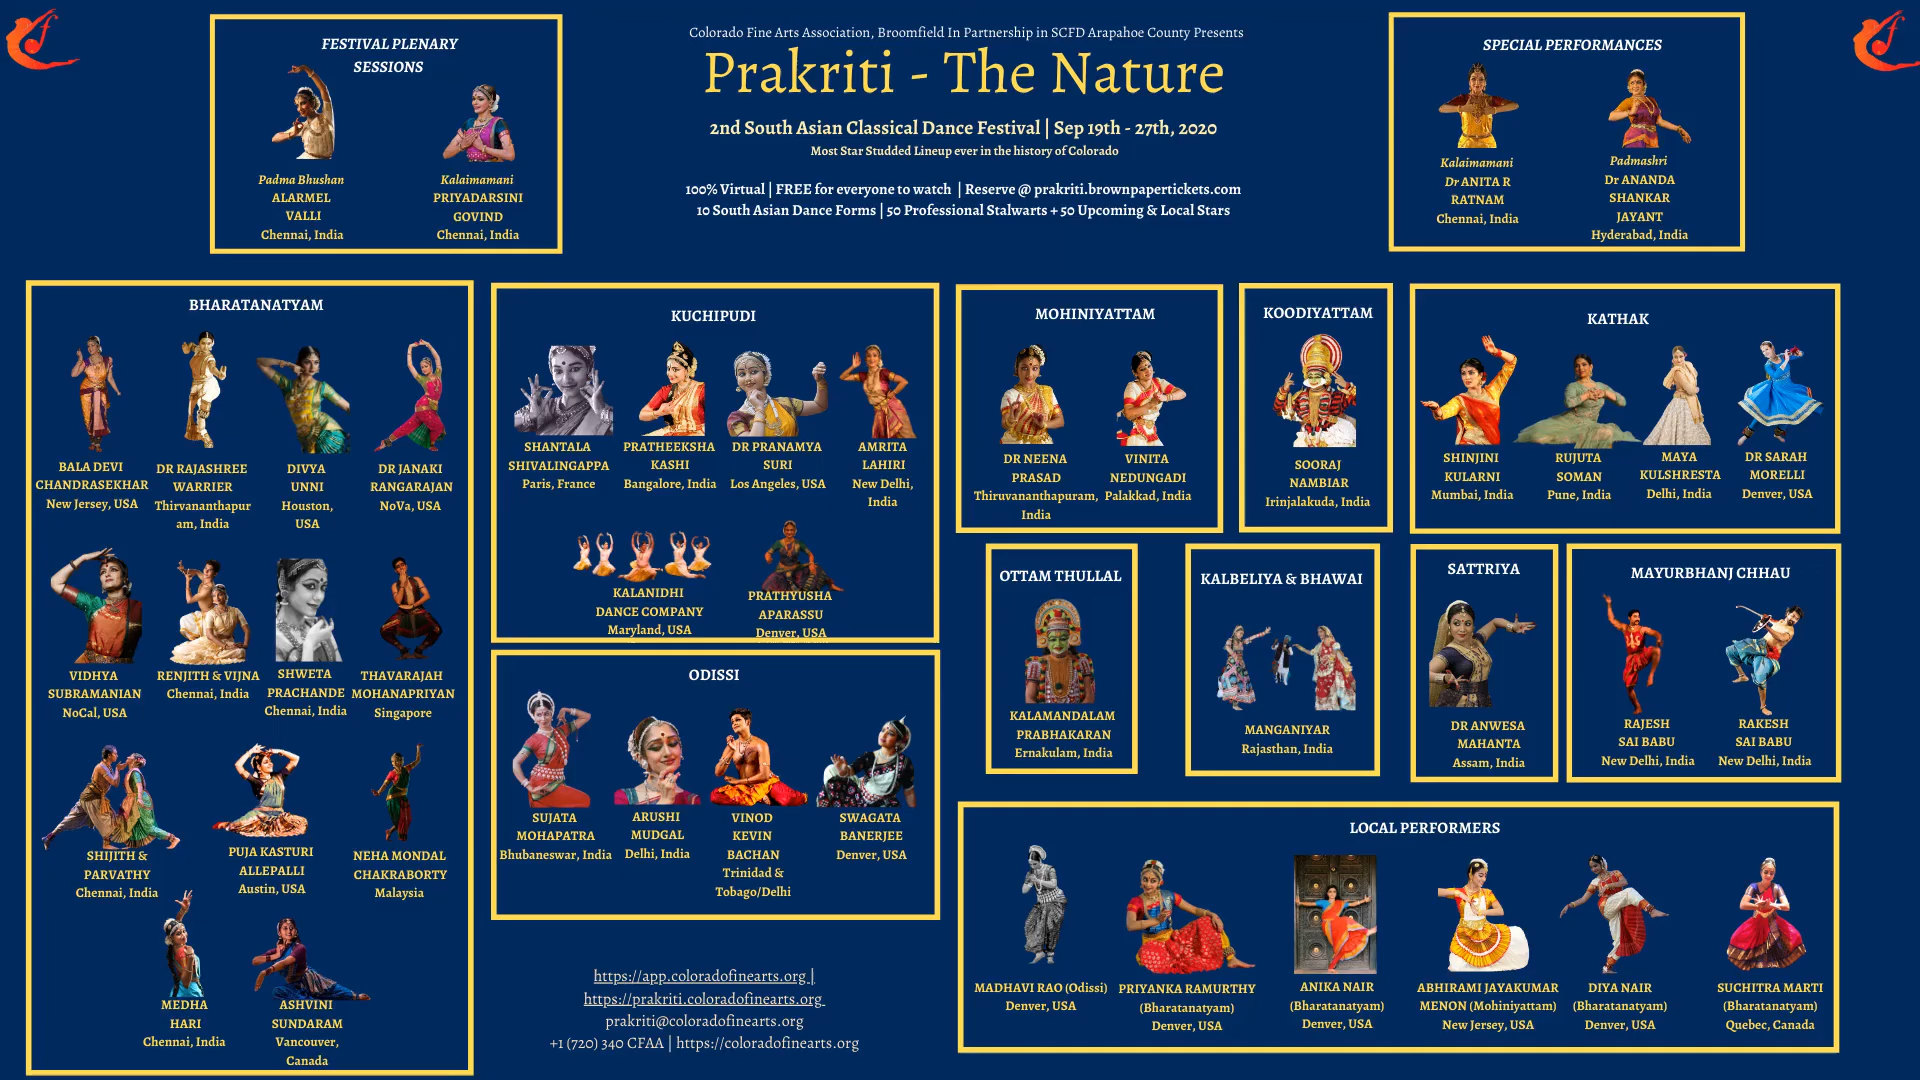 FESTIVAL PLENARY
SESSIONS
Padma Bhushan
ALARMEL
VALLI
Chennai, India
Kalaimamani
PRIYADARSINI
GOVIND
Chennai, India
Colorado Fine Arts Association, Broomfield In Partnership in SCFD Arapahoe County Presents
Prakriti - The Nature
2nd South Asian Classical Dance Festival | Sep 19th - 27th, 2020
Most Star Studded Lineup ever in the history of Colorado
100% Virtual | FREE for everyone to watch | Reserve @ prakriti.brownpapertickets.com
10 South Asian Dance Forms | 50 Professional Stalwarts + 50 Upcoming & Local Stars
SPECIAL PERFORMANCES
Kalaimamani
Dr ANITA R
RATNAM
Chennai, India
Padmashri
Dr ANANDA
SHANKAR
JAYANT
Hyderabad, India
BHARATANATYAM
BALA DEVI
CHANDRASEKHAR
New Jersey, USA
DR RAJASHREE
WARRIER
Thirvananthapur
am, India
DIVYA
UNNI
Houston,
USA
DR JANAKI
RANGARAJAN
NoVa, USA
VIDHYA
SUBRAMANIAN
NoCal, USA
RENJITH & VIJNA
Chennai, India
SHWETA
PRACHANDE
Chennai, India
THAVARAJAH
MOHANAPRIYAN
Singapore
SHIJITH &
PARVATHY
Chennai, India
PUJA KASTURI
ALLEPALLI
Austin, USA
NEHA MONDAL
CHAKRABORTY
Malaysia
MEDHA
HARI
Chennai, India
ASHVINI
SUNDARAM
Vancouver,
Canada
KUCHIPUDI
SHANTALA
SHIVALINGAPPA
Paris, France
PRATHEEKSHA
KASHI
Bangalore, India
DR PRANAMYA
SURI
Los Angeles, USA
AMRITA
LAHIRI
New Delhi,
India
KALANIDHI
DANCE COMPANY
Maryland, USA
PRATHYUSHA
APARASSU
Denver, USA
ODISSI
SUJATA
MOHAPATRA
Bhubaneswar, India
ARUSHI
MUDGAL
Delhi, India
VINOD
KEVIN
BACHAN
Trinidad &
Tobago/Delhi
SWAGATA
BANERJEE
Denver, USA
https://app.coloradofinearts.org |
https://prakriti.coloradofinearts.org
prakriti@coloradofinearts.org
+1 (720) 340 CFAA | https://coloradofinearts.org
MOHINIYATTAM
DR NEENA
PRASAD
Thiruvananthapuram,
India
VINITA
NEDUNGADI
Palakkad, India
KOODIYATTAM
SOORAJ
NAMBIAR
Irinjalakuda, India
KATHAK
SHINJINI
KULARNI
Mumbai, India
RUJUTA
SOMAN
Pune, India
MAYA
KULSHRESTA
Delhi, India
DR SARAH
MORELLI
Denver, USA
OTTAM THULLAL
KALAMANDALAM
PRABHAKARAN
Ernakulam, India
KALBELIYA & BHAWAI
MANGANIYAR
Rajasthan, India
SATTRIYA
DR ANWESA
MAHANTA
Assam, India
MAYURBHANJ CHHAU
RAJESH
SAI BABU
New Delhi, India
RAKESH
SAI BABU
New Delhi, India
LOCAL PERFORMERS
MADHAVI RAO (Odissi)
Denver, USA
PRIYANKA RAMURTHY
(Bharatanatyam)
Denver, USA
ANIKA NAIR
(Bharatanatyam)
Denver, USA
ABHIRAMI JAYAKUMAR
MENON (Mohiniyattam)
New Jersey, USA
DIYA NAIR
(Bharatanatyam)
Denver, USA
SUCHITRA MARTI
(Bharatanatyam)
Quebec, Canada